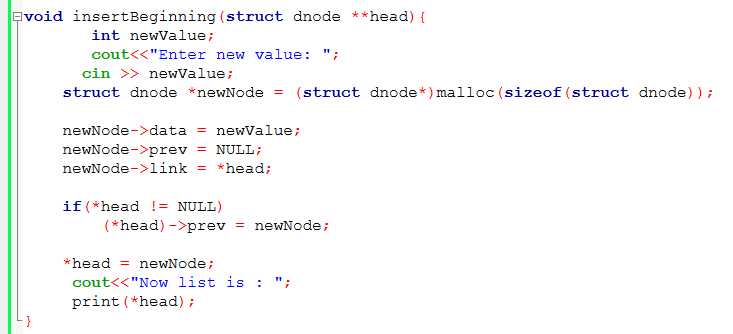 void insertBeginning(struct dnode **head){
int newValue;
cout<<"Enter new value: ";
cin >> newValue;
struct dnode *newNode = (struct dnode*)malloc(sizeof(struct dnode));
newNode->data = newValue;
newNode->prev = NULL;
newNode->link = *head;
if(*head != NULL)
(*head)->prev = newNode;
*head = newNode;
cout<<"Now list is : ";
print(*head);
}